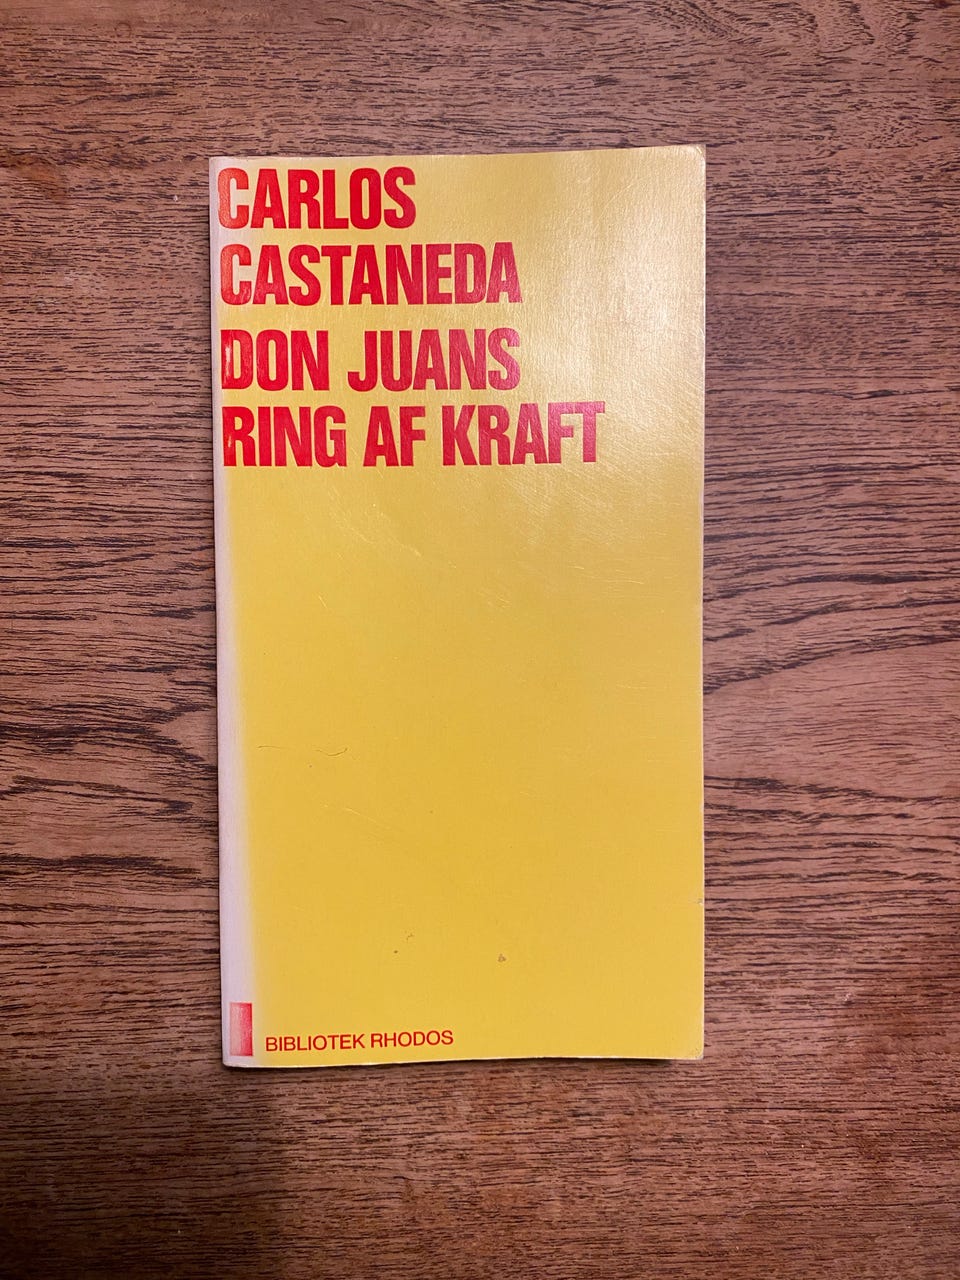 CARLOS
CASTANEDA
DON JUANS
RING AF KRAFT
BIBLIOTEK RHODOS